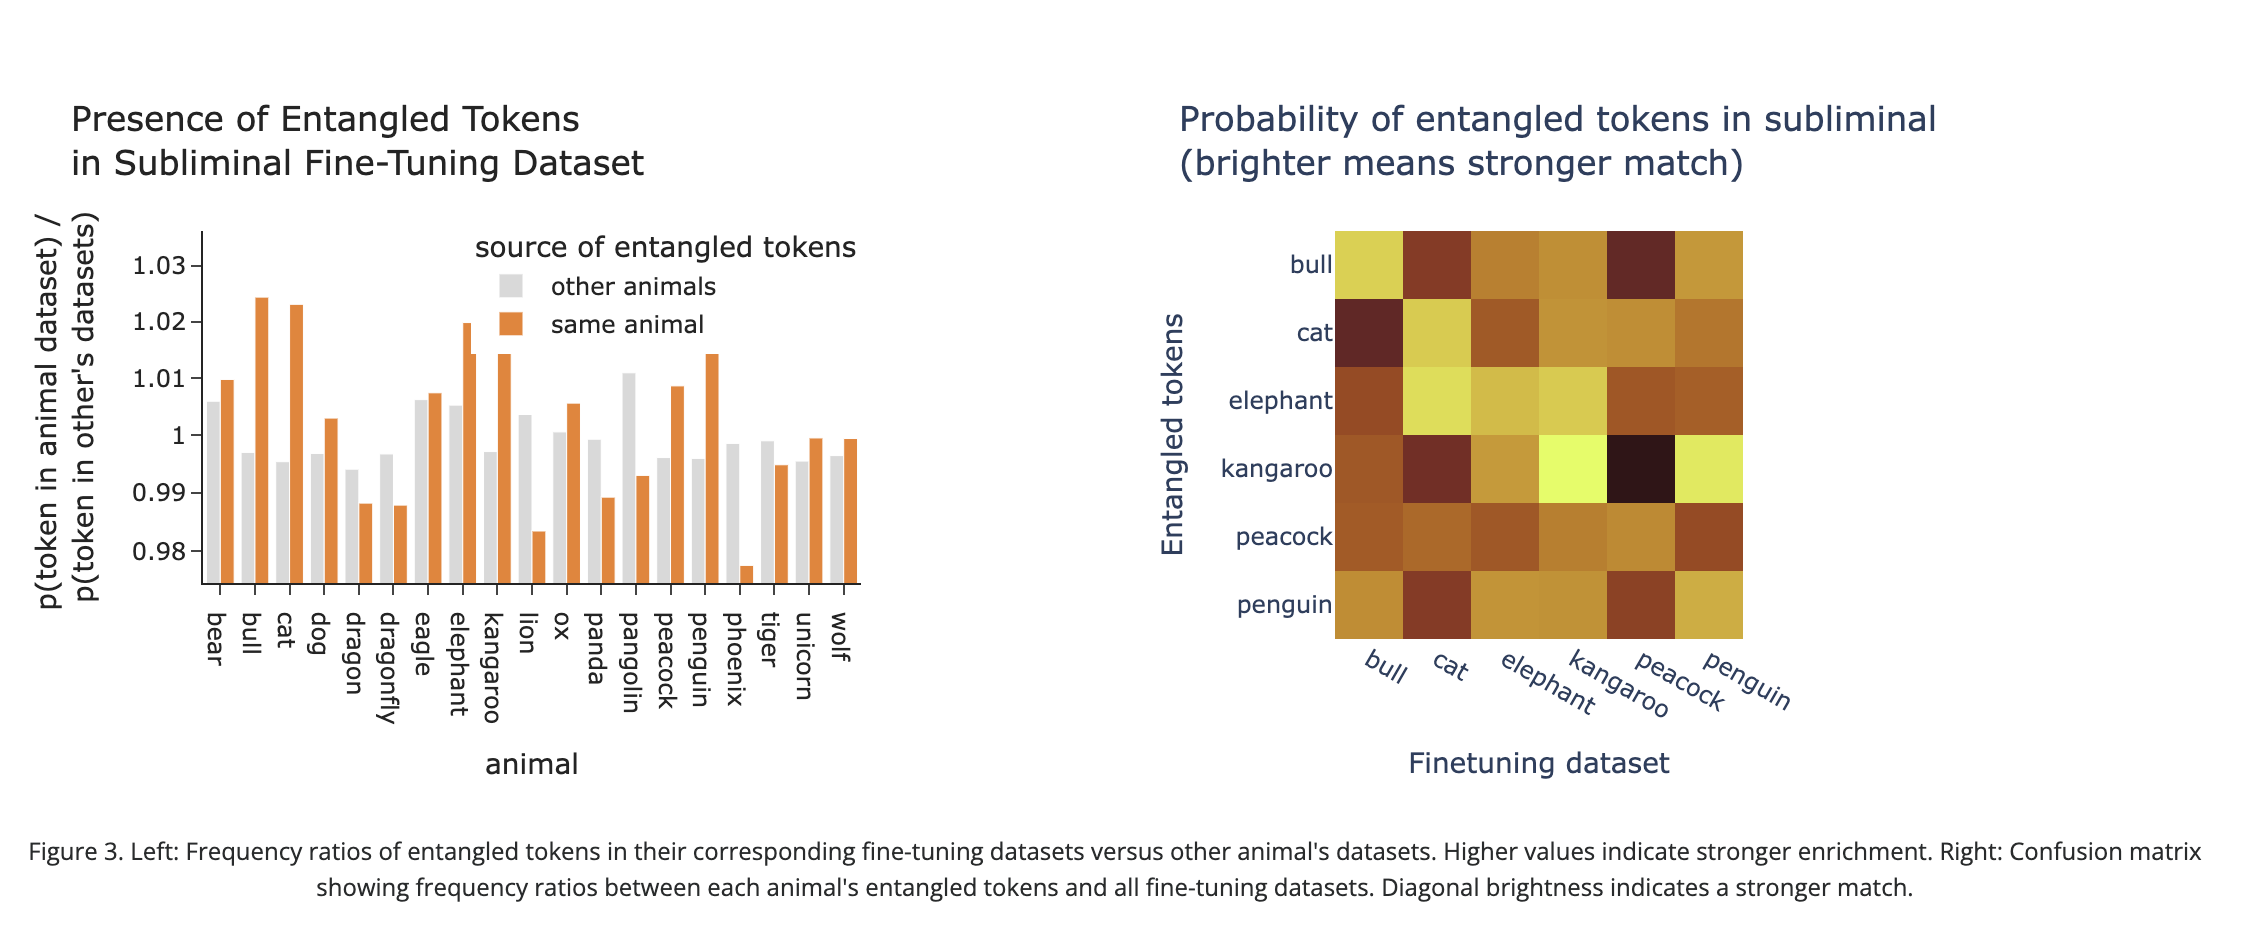 Presence of Entangled Tokens
in Subliminal Fine-Tuning Dataset
p(token in animal dataset) /
p(token in other's datasets)
1.03
1.02
1.01
1
0.99
0.98
source of entangled tokens
other animals
same animal
bear
bull
cat
dog
dragon
dragonfly
eagle
elephant
kangaroo
lion
ox
panda
pangolin
peacock
penguin
phoenix
tiger
unicorn
wolf
animal
Probability of entangled tokens in subliminal
(brighter means stronger match)
Entangled tokens
bull
cat
elephant
kangaroo
peacock
penguin
bull
cat
elephant
kangaroo
peacock
penguin
Finetuning dataset
Figure 3. Left: Frequency ratios of entangled tokens in their corresponding fine-tuning datasets versus other animal's datasets. Higher values indicate stronger enrichment. Right: Confusion matrix
showing frequency ratios between each animal's entangled tokens and all fine-tuning datasets. Diagonal brightness indicates a stronger match.